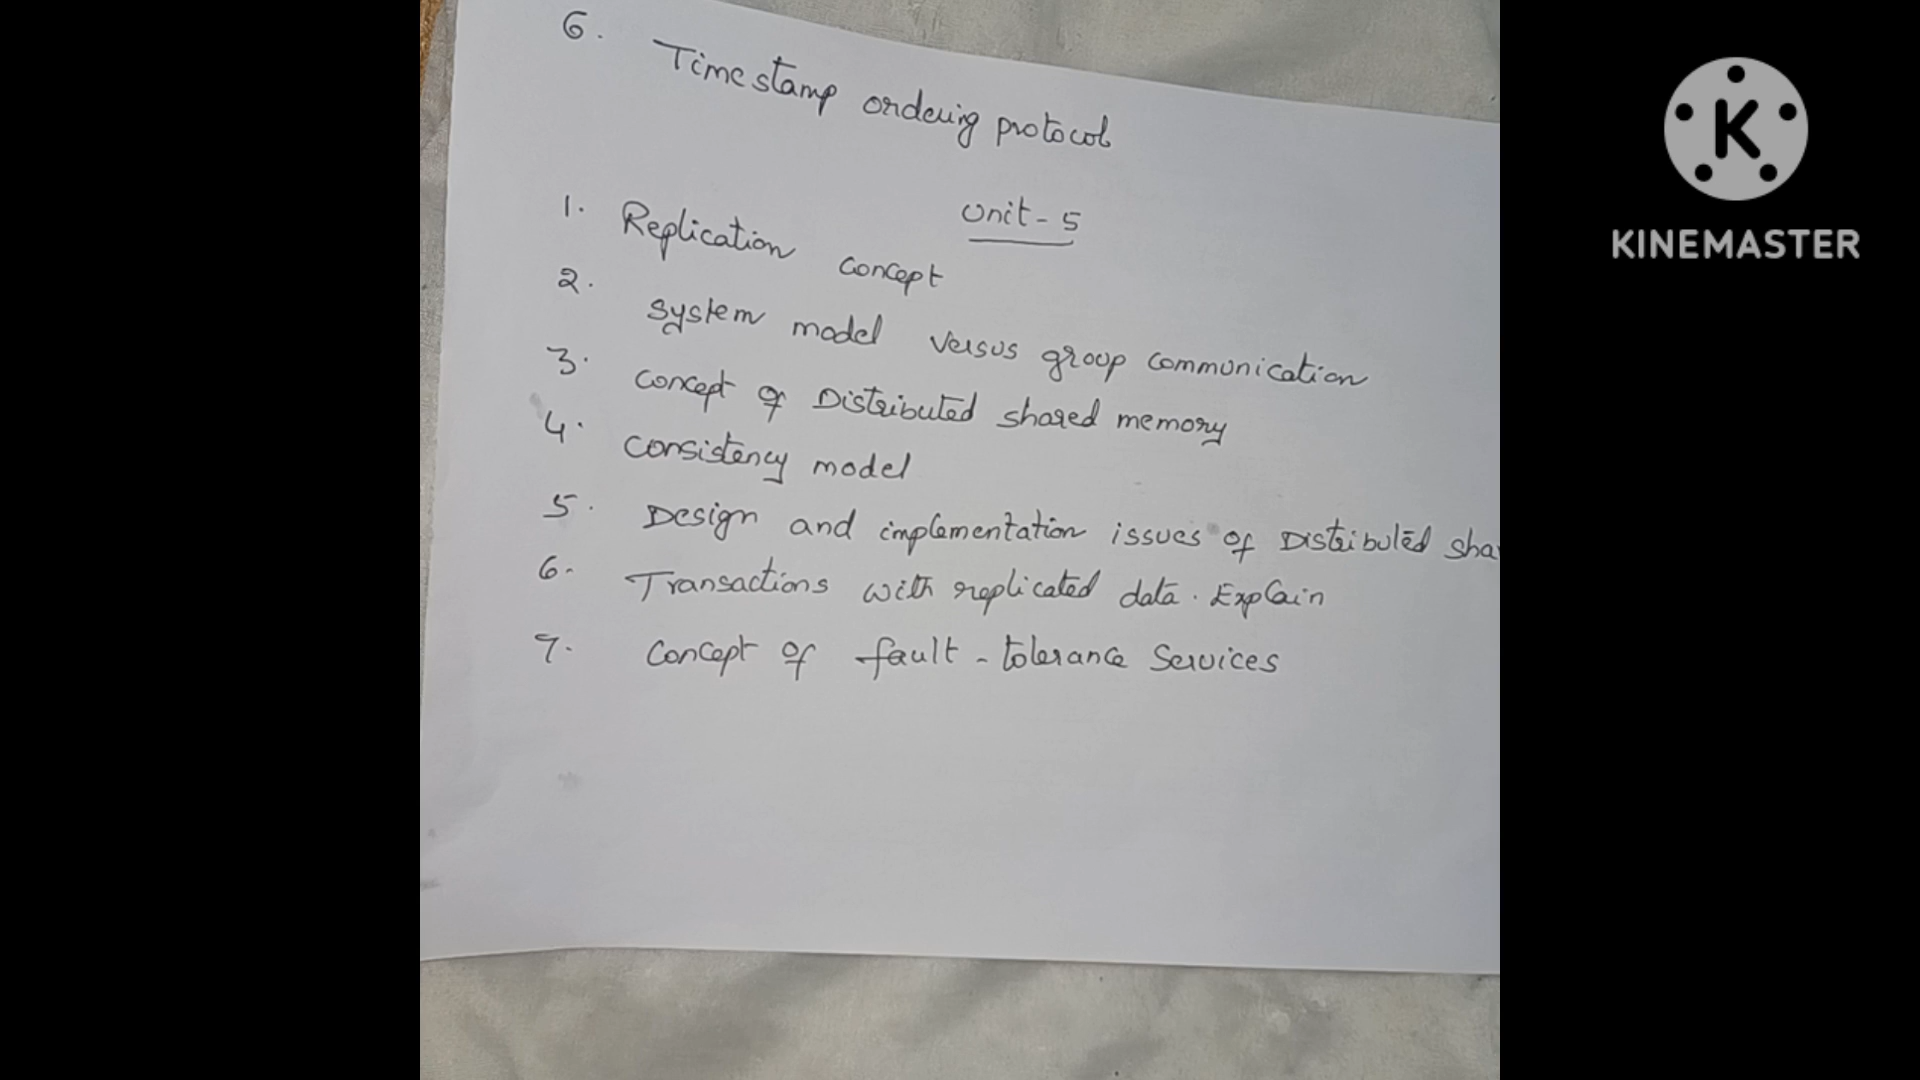 6. Timestamp ordering protocol
Unit - 5
1. Replication concept
2. System model versus group communication
3. Concept of Distributed shared memory
4. Consistency model
5. Design and implementation issues of Distributed sha
6. Transactions with replicated data. Explain
7. Concept of fault - tolerance Services
K
KINEMASTER